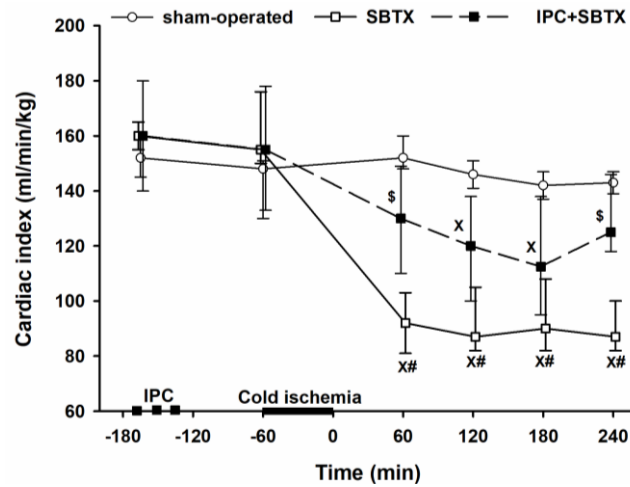 sham-operated SBTX IPC+SBTX
200
180
160
140
120
100
80
60
Cardiac index (ml/min/kg)
$ X X $
X# X# X# X#
IPC Cold ischemia
-180 -120 -60 0 60 120 180 240
Time (min)